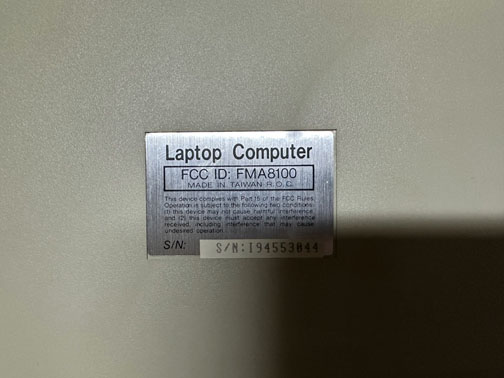 Laptop Computer
FCC ID: FMA8100
MADE IN TAIWAN R.O.C.
This device complies with Part 15 of the FCC Rules
Operation is subject to the following two conditions:
(1) this device may not cause harmful interference,
and (2) this device must accept any interference
received, including interference that may cause
undesired operation.
S/N: S/N:I94553044